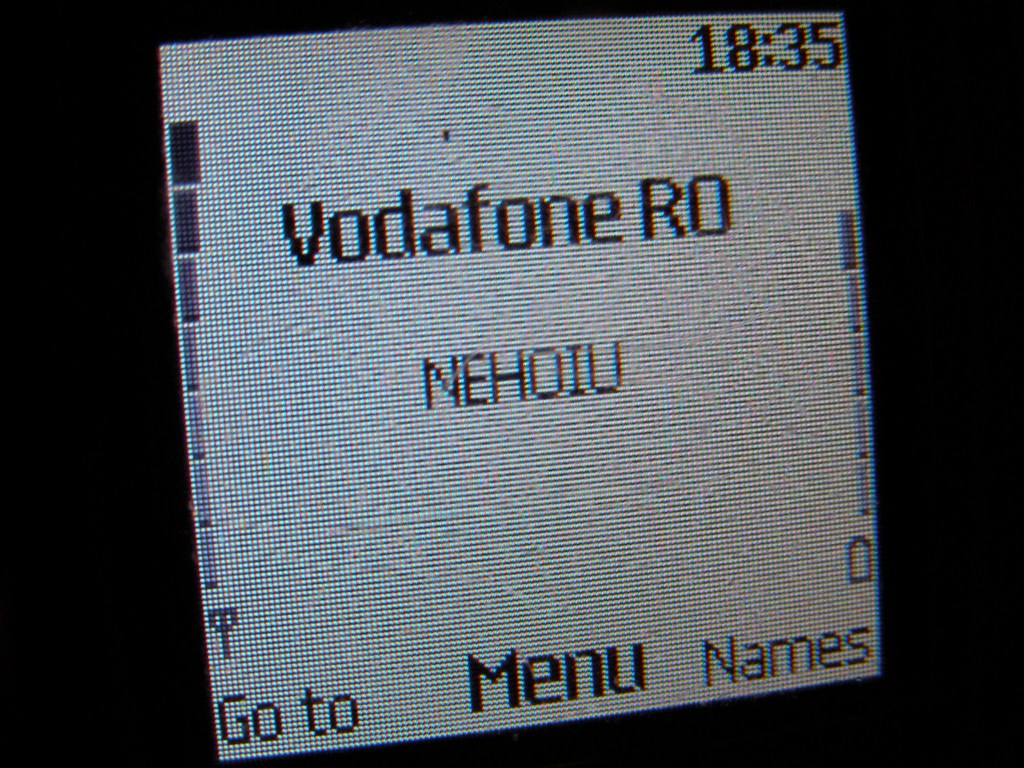 18:35
Vodafone RO
NEHOIU
Go to Menu Names